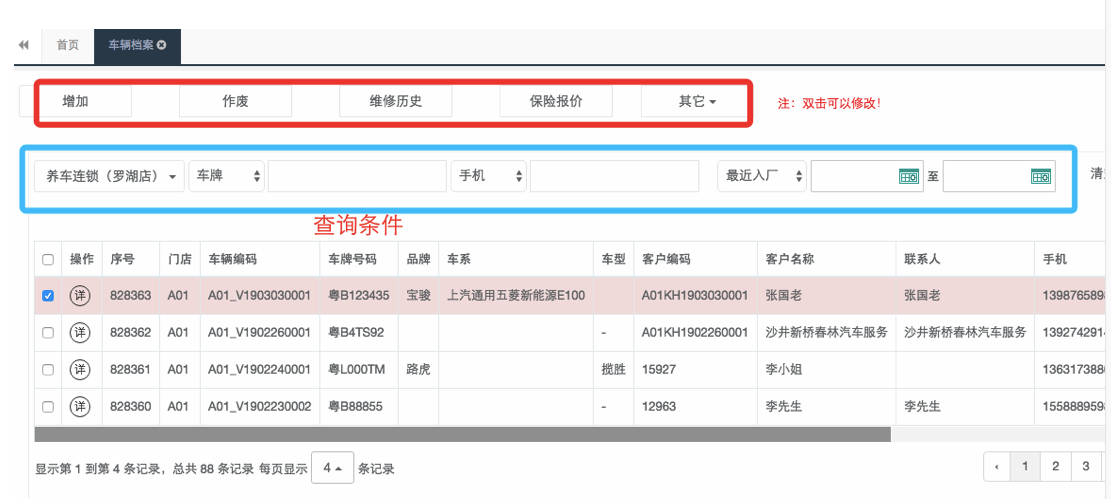 首页 车辆档案
增加 作废 维修历史 保险报价 其它 注：双击可以修改！
养车连锁（罗湖店） 车牌 手机 最近入厂 至 清
查询条件
操作 序号 门店 车辆编码 车牌号码 品牌 车系 车型 客户编码 客户名称 联系人 手机
详 828363 A01 A01_V1903030001 粤B123435 宝骏 上汽通用五菱新能源E100 A01KH1903030001 张国老 张国老 139876589
详 828362 A01 A01_V1902260001 粤B4TS92 - A01KH1902260001 沙井新桥春林汽车服务 沙井新桥春林汽车服务 139274291
详 828361 A01 A01_V1902240001 粤L000TM 路虎 揽胜 15927 李小姐 136317388
详 828360 A01 A01_V1902230002 粤B88855 - 12963 李先生 李先生 155888959
显示第 1 到第 4 条记录，总共 88 条记录 每页显示 4 条记录 ‹ 1 2 3